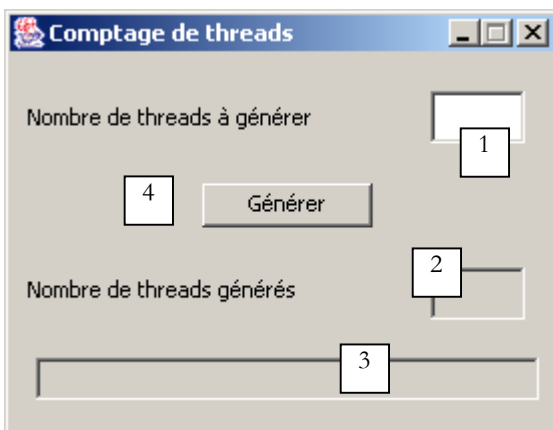 Comptage de threads
Nombre de threads à générer
1
4
Générer
2
Nombre de threads générés
3